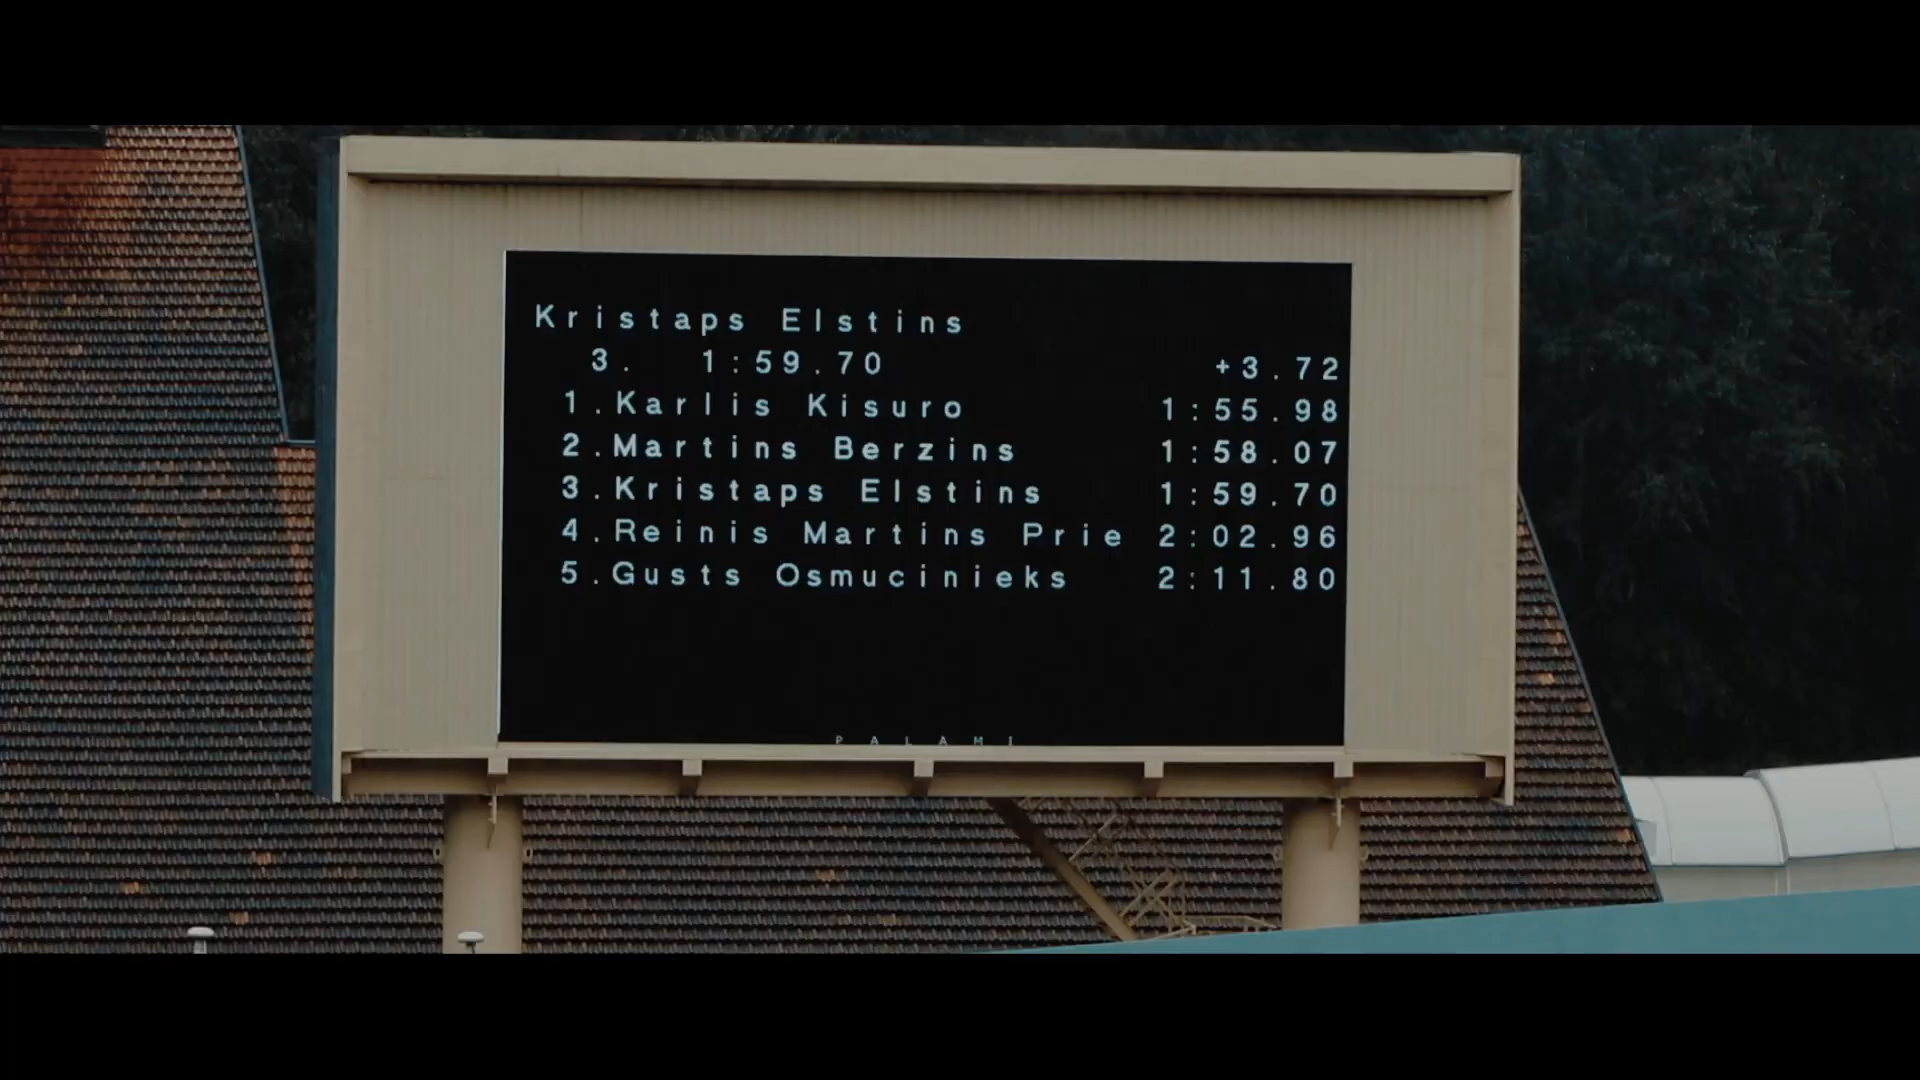 Kristaps Elstins
3. 1:59.70 +3.72
1.Karlis Kisuro 1:55.98
2.Martins Berzins 1:58.07
3.Kristaps Elstins 1:59.70
4.Reinis Martins Prie 2:02.96
5.Gusts Osmucinieks 2:11.80
PALAMI